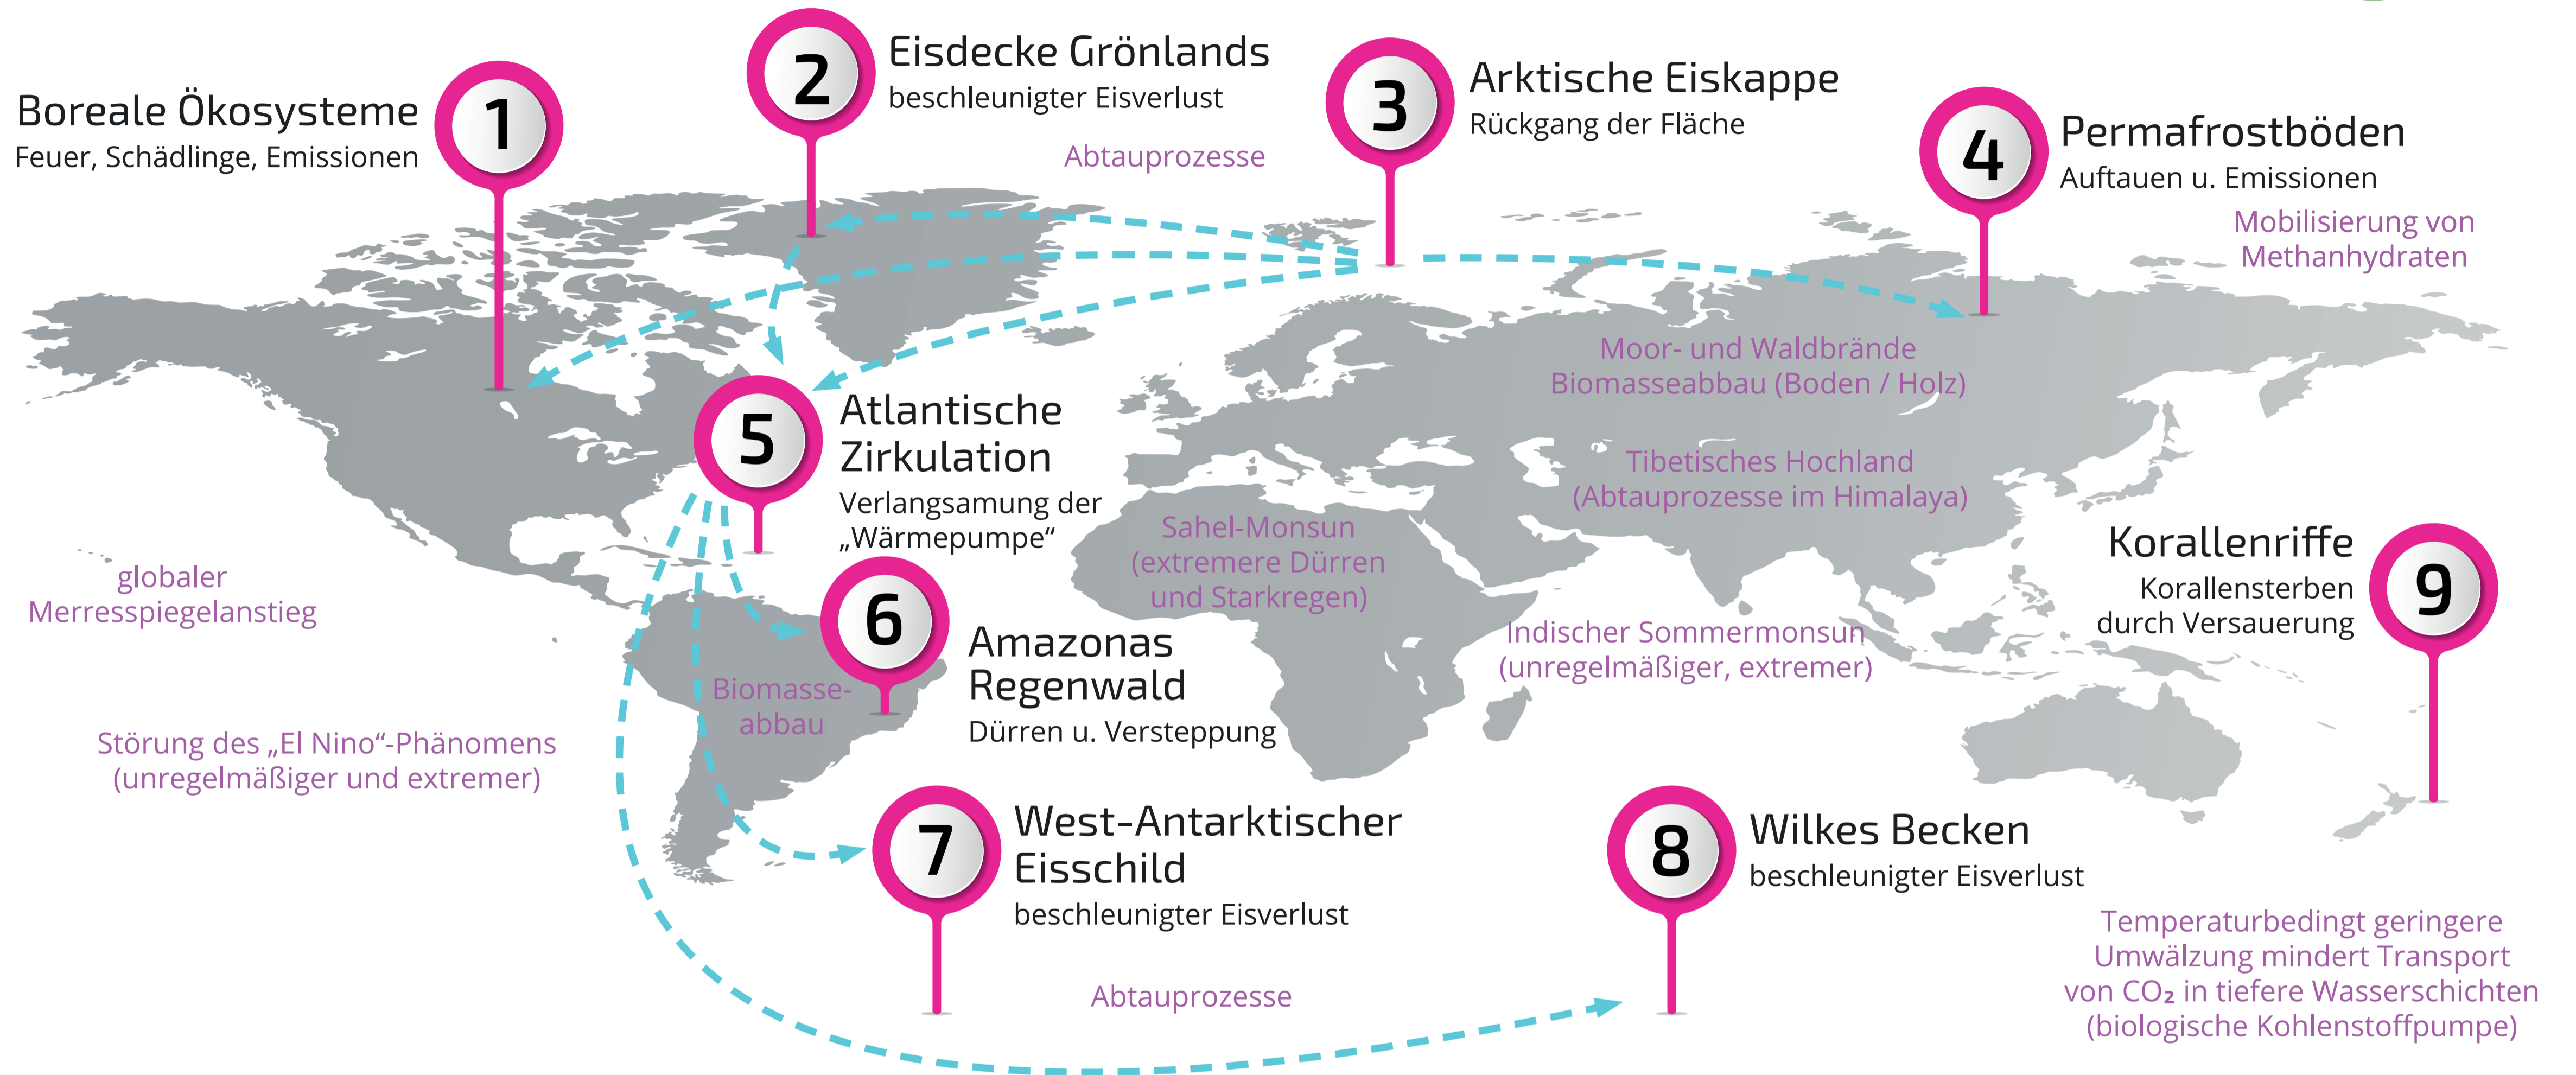 1
Boreale Ökosysteme
Feuer, Schädlinge, Emissionen
2
Eisdecke Grönlands
beschleunigter Eisverlust
Abtauprozesse
3
Arktische Eiskappe
Rückgang der Fläche
4
Permafrostböden
Auftauen u. Emissionen
Mobilisierung von
Methanhydraten
Moor- und Waldbrände
Biomasseabbau (Boden / Holz)
Tibetisches Hochland
(Abtauprozesse im Himalaya)
5
Atlantische
Zirkulation
Verlangsamung der
„Wärmepumpe“
Sahel-Monsun
(extremere Dürren
und Starkregen)
globaler
Merresspiegelanstieg
6
Amazonas
Regenwald
Dürren u. Versteppung
Biomasse-
abbau
Indischer Sommermonsun
(unregelmäßiger, extremer)
9
Korallenriffe
Korallensterben
durch Versauerung
Störung des „El Nino“-Phänomens
(unregelmäßiger und extremer)
7
West-Antarktischer
Eisschild
beschleunigter Eisverlust
Abtauprozesse
8
Wilkes Becken
beschleunigter Eisverlust
Temperaturbedingt geringere
Umwälzung mindert Transport
von CO₂ in tiefere Wasserschichten
(biologische Kohlenstoffpumpe)